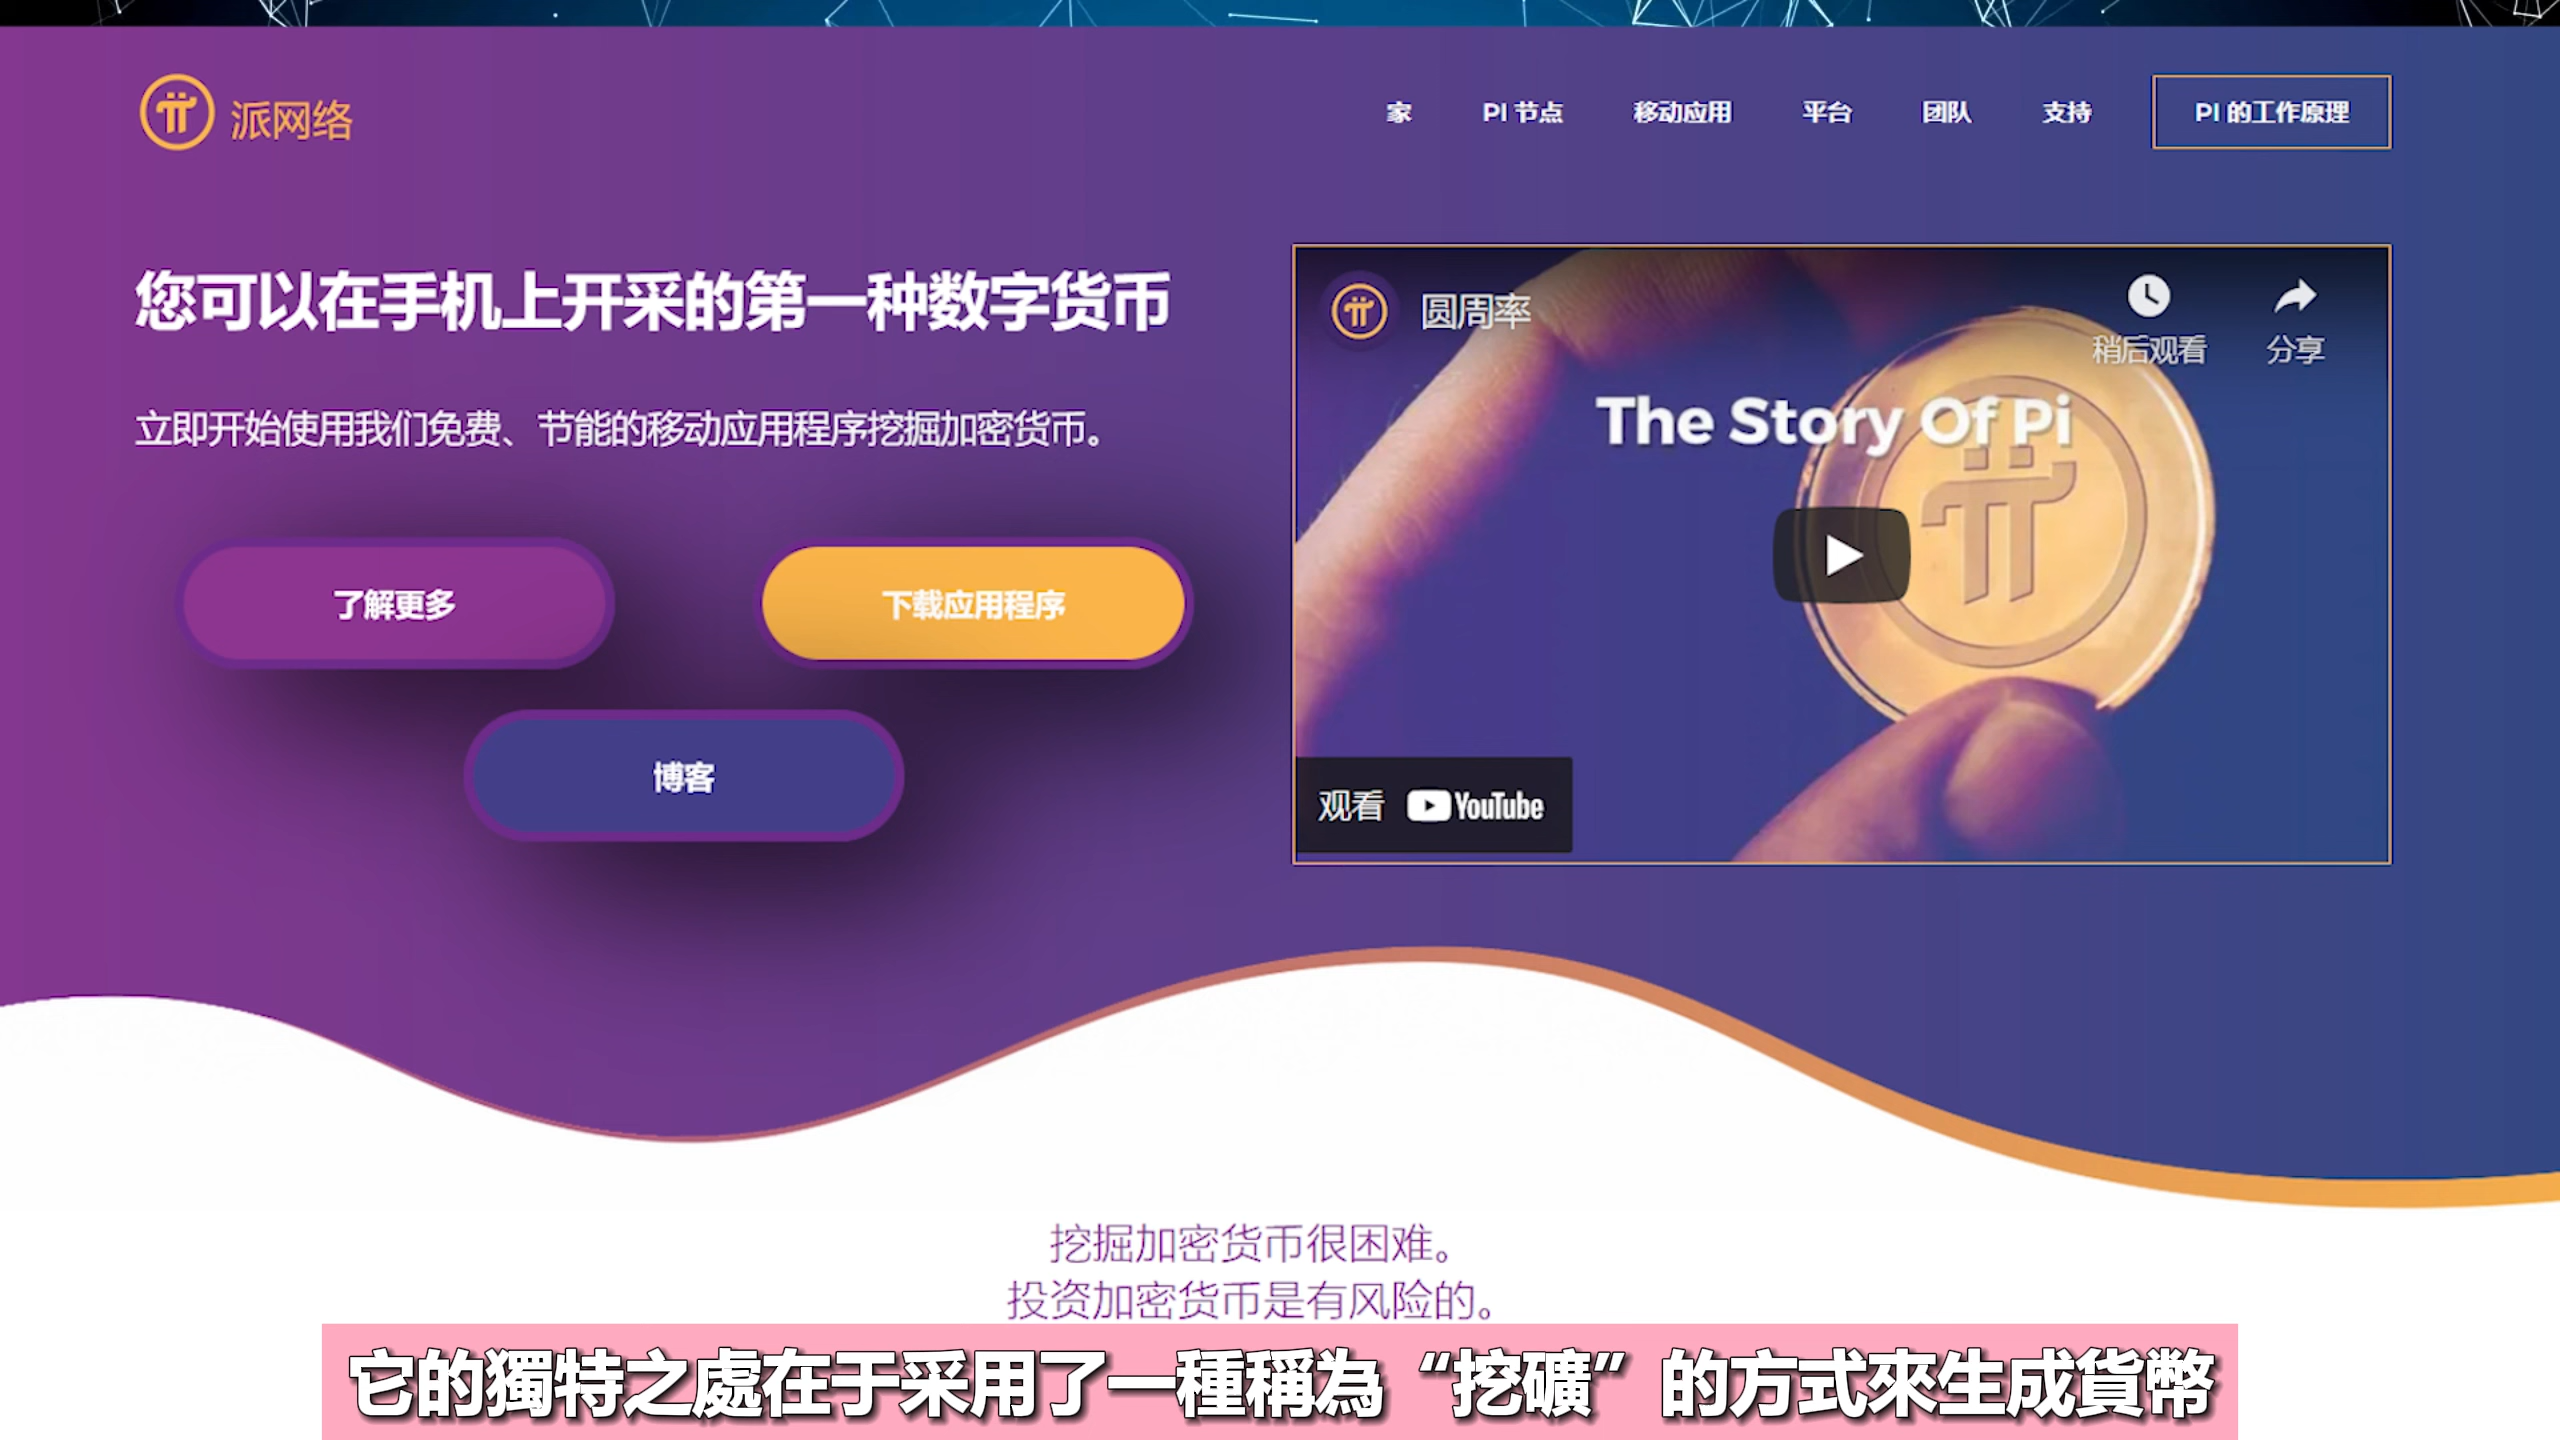 派网络
家 PI 节点 移动应用 平台 团队 支持 PI 的工作原理
您可以在手机上开采的第一种数字货币
立即开始使用我们免费、节能的移动应用程序挖掘加密货币。
了解更多
下载应用程序
博客
圆周率
稍后观看
分享
The Story Of Pi
观看 YouTube
挖掘加密货币很困难。
投资加密货币是有风险的。
它的獨特之處在于采用了一種稱為“挖礦”的方式來生成貨幣